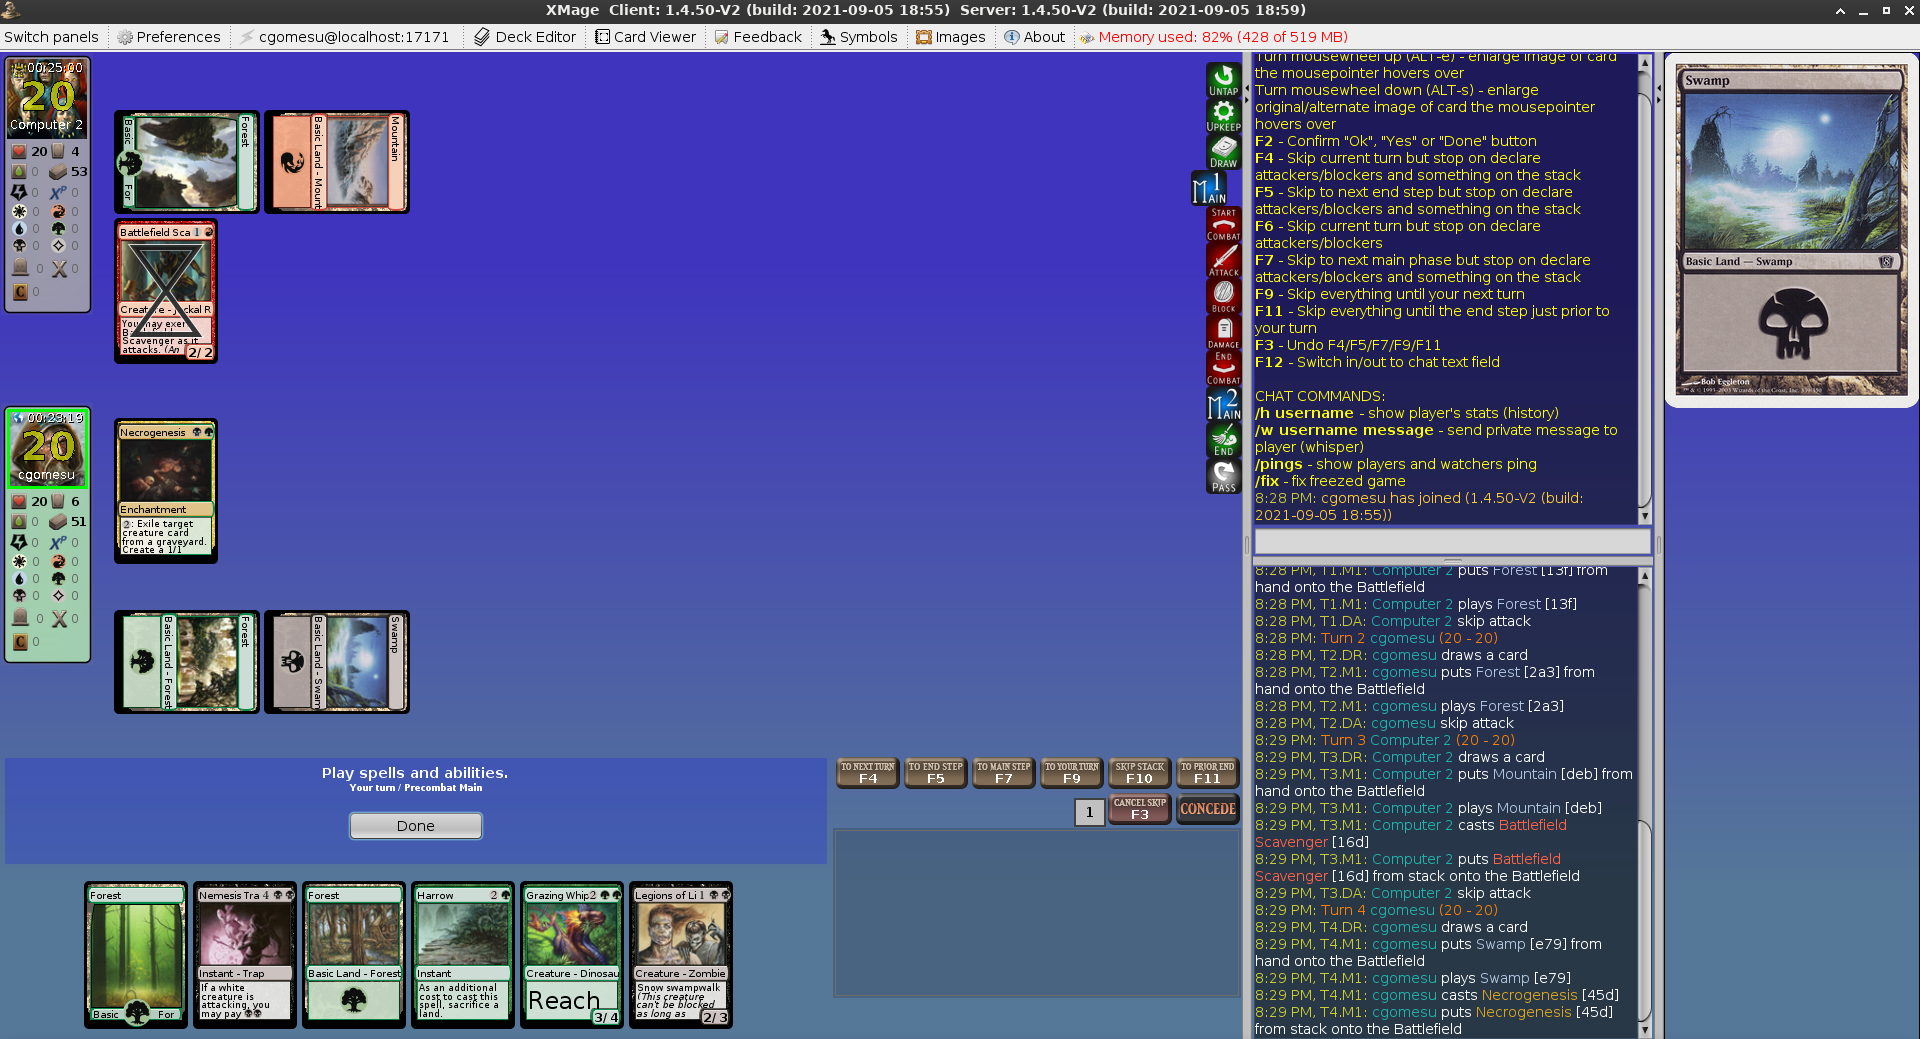 XMage Client: 1.4.50-V2 (build: 2021-09-05 18:55) Server: 1.4.50-V2 (build: 2021-09-05 18:59)
Switch panels Preferences cgomesu@localhost:17171 Deck Editor Card Viewer Feedback Symbols Images About Memory used: 82% (428 of 519 MB)
00:25:00
20
Computer 2
20 4
0 53
0 0
0 0
0 0
0 0
0 0
0
Basic For
Forest
Basic Land - Mount
Mountain
Battlefield Sca 1
Creature - Jackal R
You may exer
Scavenger as it
attacks. (An
2/2
00:23:19
20
cgomesu
20 6
0 51
0 0
0 0
0 0
0 0
0 0
0
Necrogenesis
Enchantment
2: Exile target
creature card
from a graveyard.
Create a 1/1
Basic Land - Forest
Forest
Basic Land - Swam
Swamp
UNTAP
UPKEEP
DRAW
M1 MAIN
START COMBAT
ATTACK
BLOCK
DAMAGE
END COMBAT
M2 MAIN
END
PASS
Play spells and abilities.
Your turn / Precombat Main
Done
TO NEXT TURN F4
TO END STEP F5
TO MAIN STEP F7
TO YOUR TURN F9
SKIP STACK F10
TO PRIOR END F11
1
CANCEL SKIP F3
CONCEDE
Forest
Basic For
Nemesis Tra 4
Instant - Trap
If a white
creature is
attacking, you
may pay
Forest
Basic Land - Forest
Harrow 2
Instant
As an additional
cost to cast this
spell, sacrifice a
land.
Grazing Whip 2
Creature - Dinosau
Reach
3/4
Legions of Li 1
Creature - Zombie
Snow swampwalk
(This creature
can't be blocked
as long as
2/3
Turn mousewheel up (ALT-e) - enlarge image of card
the mousepointer hovers over
Turn mousewheel down (ALT-s) - enlarge
original/alternate image of card the mousepointer
hovers over
F2 - Confirm "Ok", "Yes" or "Done" button
F4 - Skip current turn but stop on declare
attackers/blockers and something on the stack
F5 - Skip to next end step but stop on declare
attackers/blockers and something on the stack
F6 - Skip current turn but stop on declare
attackers/blockers
F7 - Skip to next main phase but stop on declare
attackers/blockers and something on the stack
F9 - Skip everything until your next turn
F11 - Skip everything until the end step just prior to
your turn
F3 - Undo F4/F5/F7/F9/F11
F12 - Switch in/out to chat text field
CHAT COMMANDS:
/h username - show player's stats (history)
/w username message - send private message to
player (whisper)
/pings - show players and watchers ping
/fix - fix freezed game
8:28 PM: cgomesu has joined (1.4.50-V2 (build:
2021-09-05 18:55))
8:28 PM, T1.M1: Computer 2 puts Forest [13f] from
hand onto the Battlefield
8:28 PM, T1.M1: Computer 2 plays Forest [13f]
8:28 PM, T1.DA: Computer 2 skip attack
8:28 PM: Turn 2 cgomesu (20 - 20)
8:28 PM, T2.DR: cgomesu draws a card
8:28 PM, T2.M1: cgomesu puts Forest [2a3] from
hand onto the Battlefield
8:28 PM, T2.M1: cgomesu plays Forest [2a3]
8:28 PM, T2.DA: cgomesu skip attack
8:29 PM: Turn 3 Computer 2 (20 - 20)
8:29 PM, T3.DR: Computer 2 draws a card
8:29 PM, T3.M1: Computer 2 puts Mountain [deb] from
hand onto the Battlefield
8:29 PM, T3.M1: Computer 2 plays Mountain [deb]
8:29 PM, T3.M1: Computer 2 casts Battlefield
Scavenger [16d]
8:29 PM, T3.M1: Computer 2 puts Battlefield
Scavenger [16d] from stack onto the Battlefield
8:29 PM, T3.DA: Computer 2 skip attack
8:29 PM: Turn 4 cgomesu (20 - 20)
8:29 PM, T4.DR: cgomesu draws a card
8:29 PM, T4.M1: cgomesu puts Swamp [e79] from
hand onto the Battlefield
8:29 PM, T4.M1: cgomesu plays Swamp [e79]
8:29 PM, T4.M1: cgomesu casts Necrogenesis [45d]
8:29 PM, T4.M1: cgomesu puts Necrogenesis [45d]
from stack onto the Battlefield
Swamp
Basic Land — Swamp
Bob Eggleton